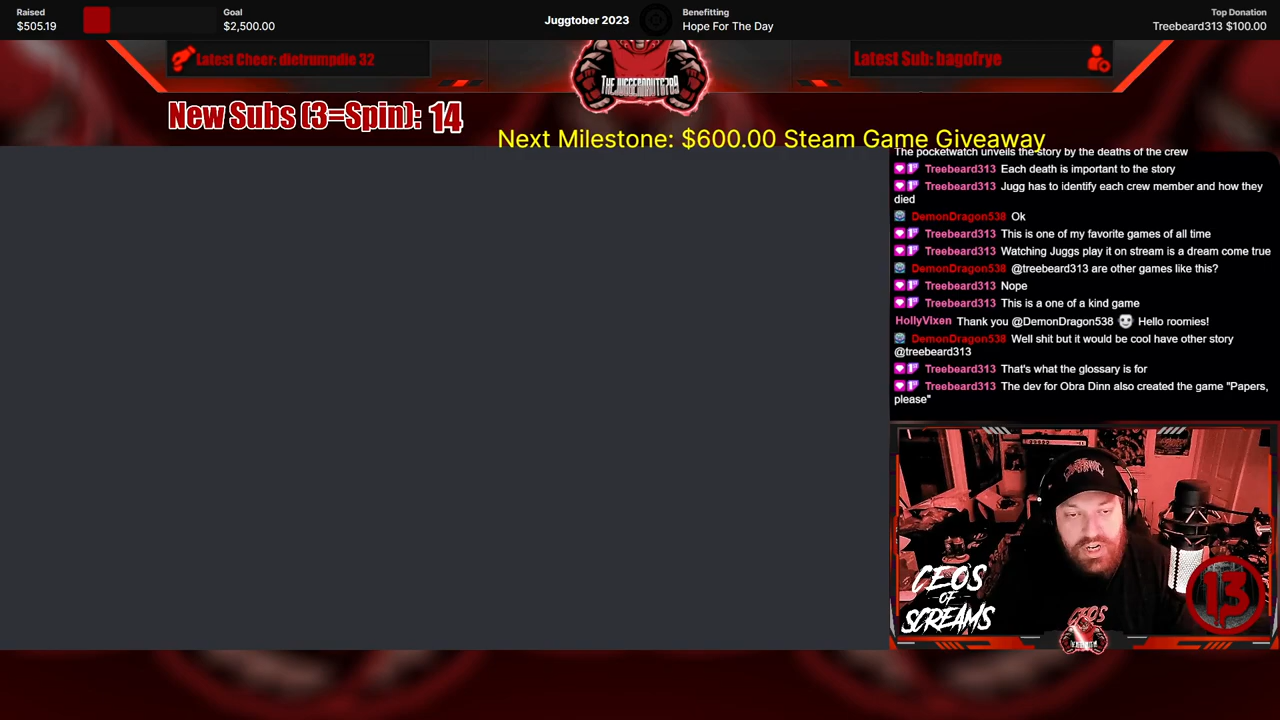 Raised
$505.19
Goal
$2,500.00
Juggtober 2023
Benefitting
Hope For The Day
Top Donation
Treebeard313 $100.00
Latest Cheer: dietrumpdie 32
Latest Sub: bagofrye
THEJUGGERNAUT6789
New Subs (3=Spin): 14
Next Milestone: $600.00 Steam Game Giveaway
The pocketwatch unveils the story by the deaths of the crew
Treebeard313 Each death is important to the story
Treebeard313 Jugg has to identify each crew member and how they
died
DemonDragon538 Ok
Treebeard313 This is one of my favorite games of all time
Treebeard313 Watching Juggs play it on stream is a dream come true
DemonDragon538 @treebeard313 are other games like this?
Treebeard313 Nope
Treebeard313 This is a one of a kind game
HollyVixen Thank you @DemonDragon538 Hello roomies!
DemonDragon538 Well shit but it would be cool have other story
@treebeard313
Treebeard313 That's what the glossary is for
Treebeard313 The dev for Obra Dinn also created the game "Papers,
please"
CEOS
OF
SCREAMS
CEOS
13